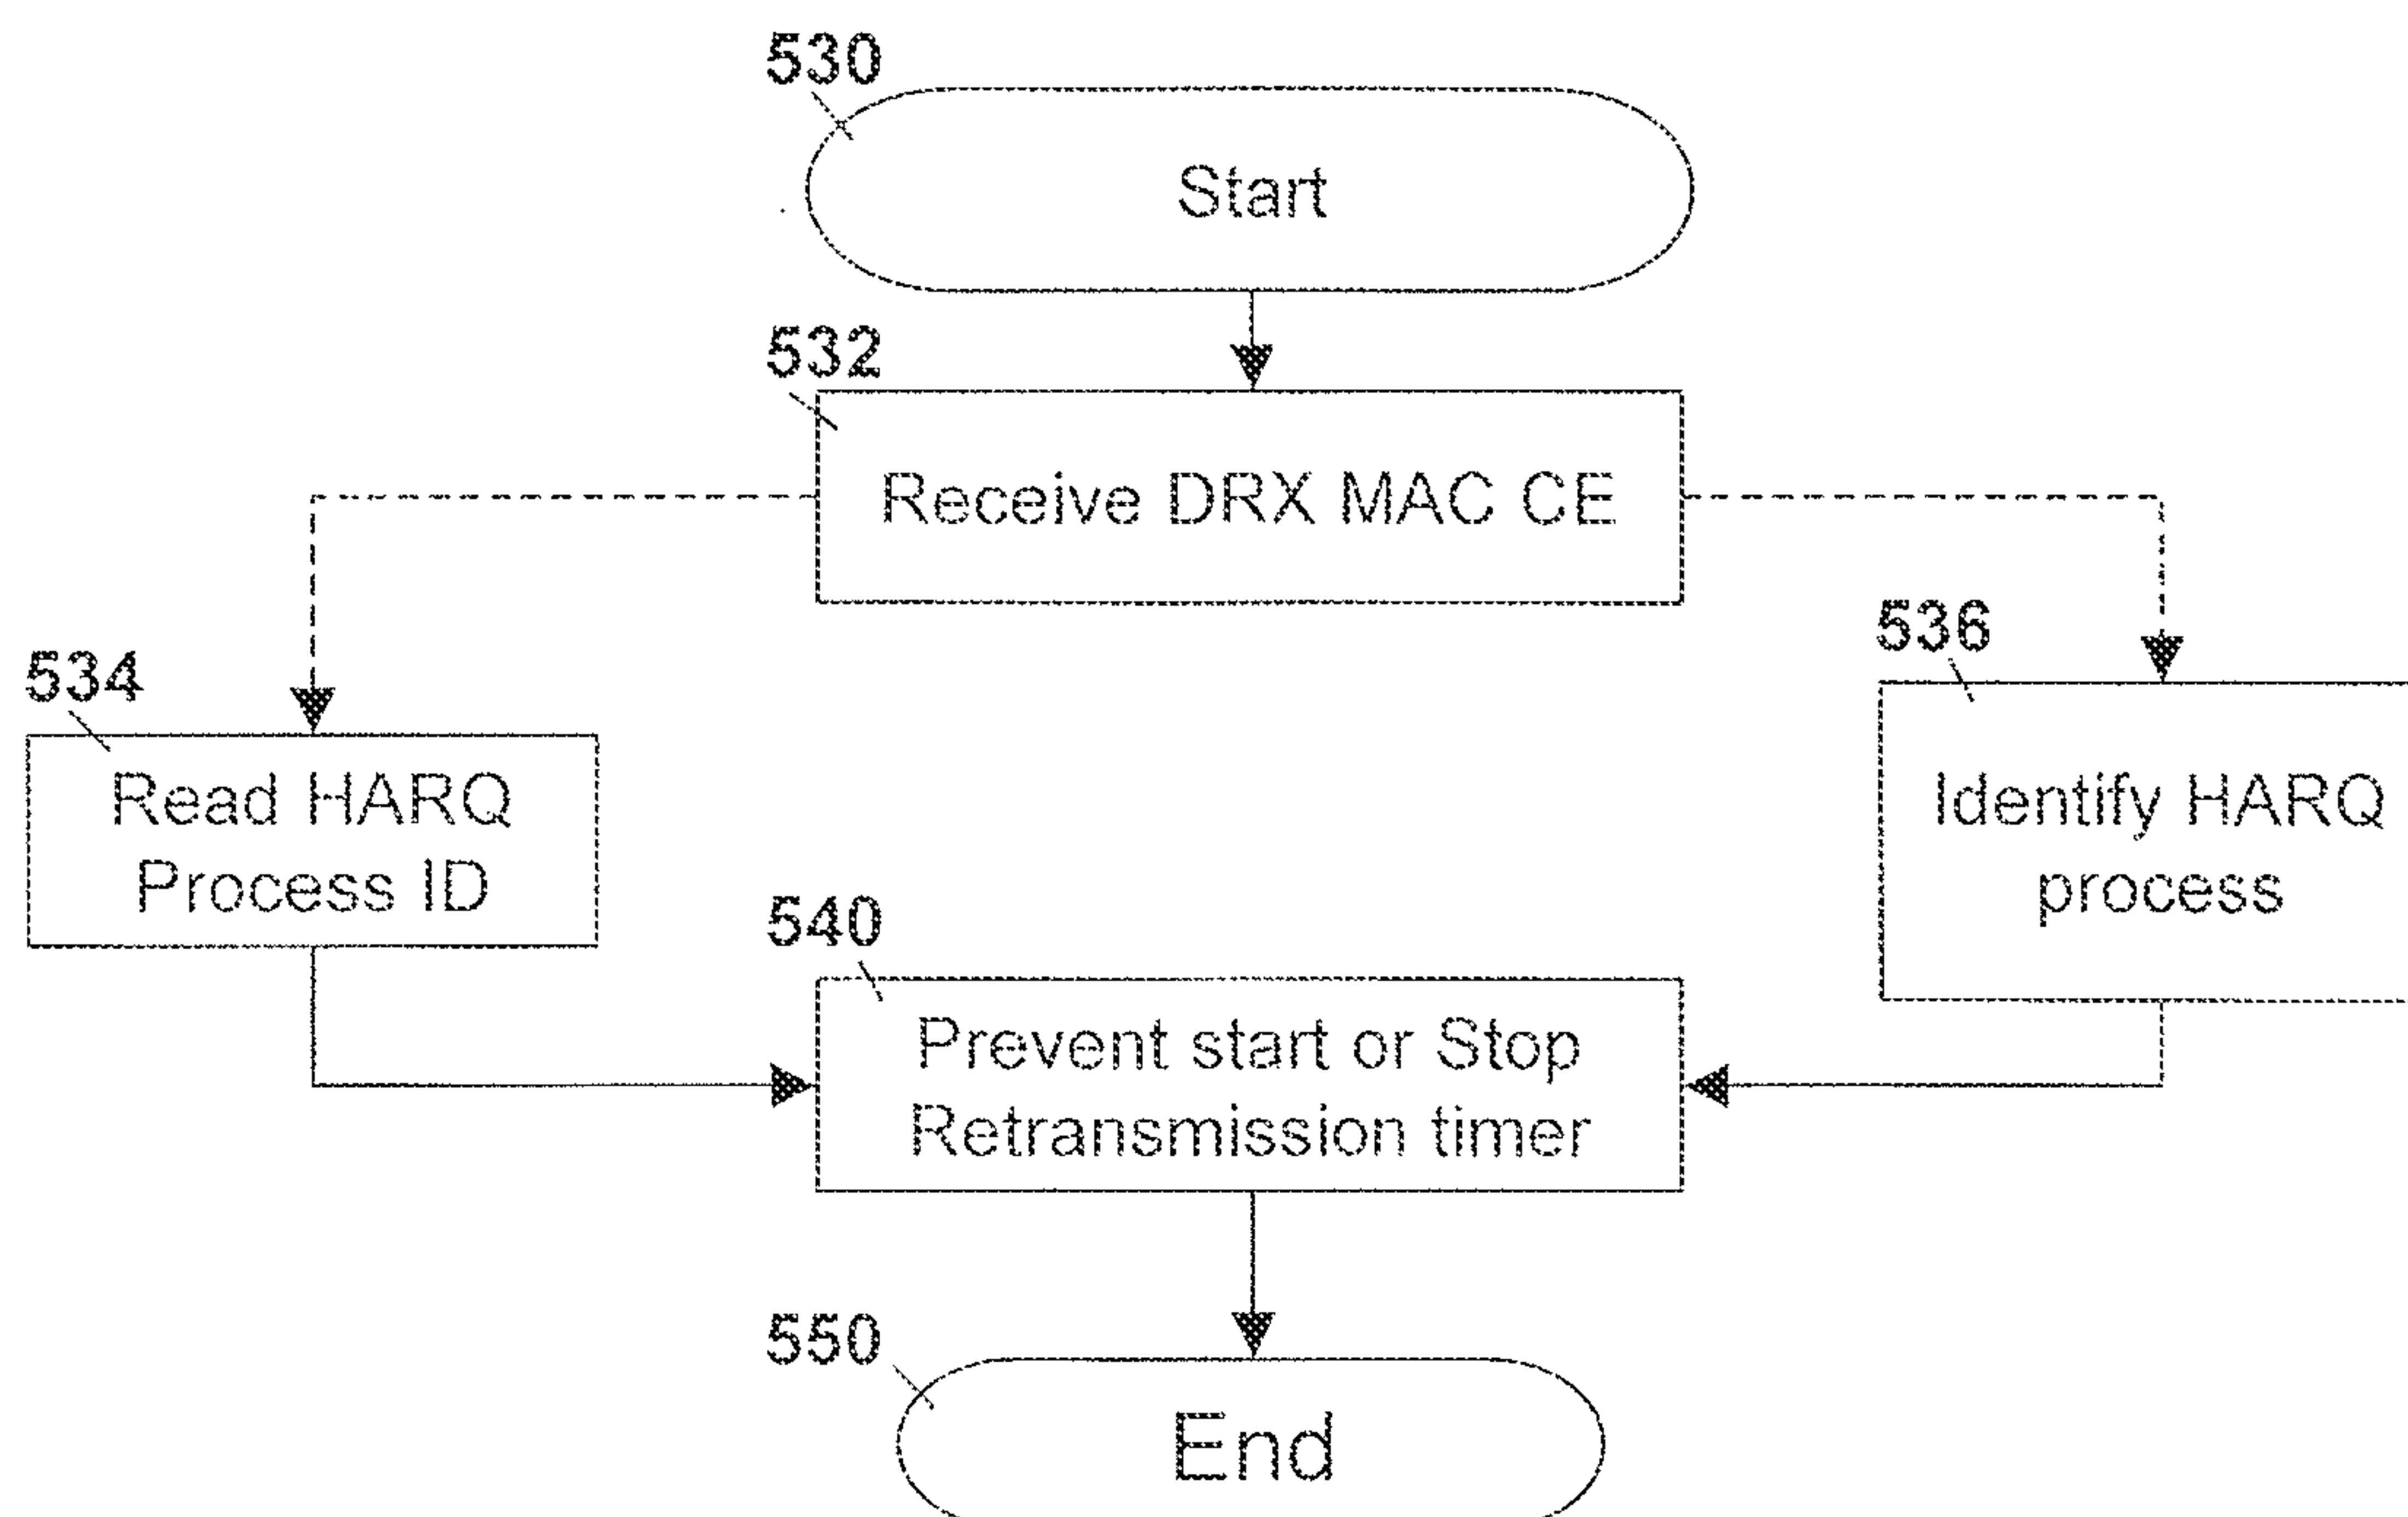 530
Start
532
Receive DRX MAC CE
536
534
Read HARQ
Process ID
Identify HARQ
process
540
Prevent start or Stop
Retransmission timer
550
End